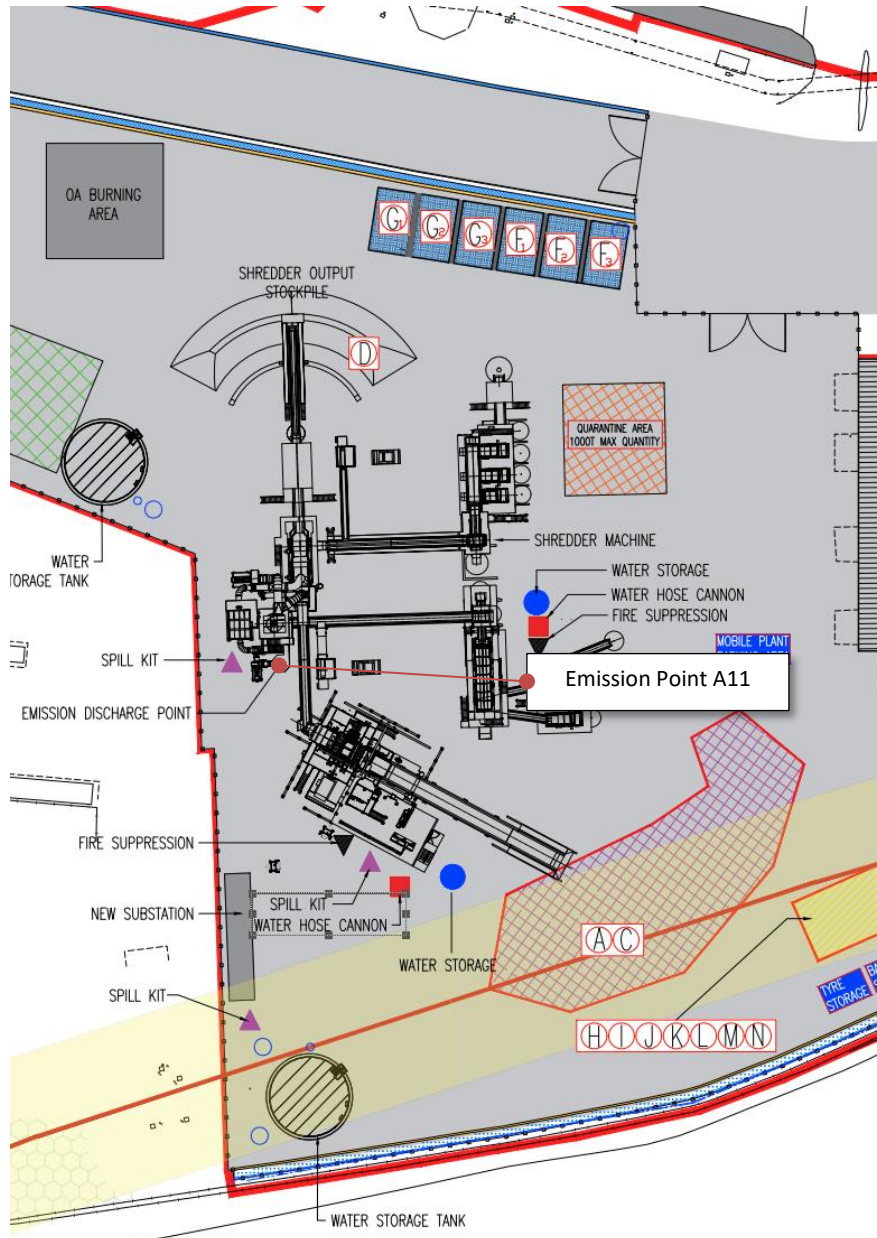 OA BURNING
AREA
G1
G2
G3
F1
F2
F3
SHREDDER OUTPUT
STOCKPILE
D
QUARANTINE AREA
1000T MAX QUANTITY
SHREDDER MACHINE
WATER
TORAGE TANK
WATER STORAGE
WATER HOSE CANNON
FIRE SUPPRESSION
MOBILE PLANT
SPILL KIT
Emission Point A11
EMISSION DISCHARGE POINT
FIRE SUPPRESSION
SPILL KIT
NEW SUBSTATION
WATER HOSE CANNON
WATER STORAGE
A C
SPILL KIT
TYRE
STORAGE
H I J K L M N
WATER STORAGE TANK